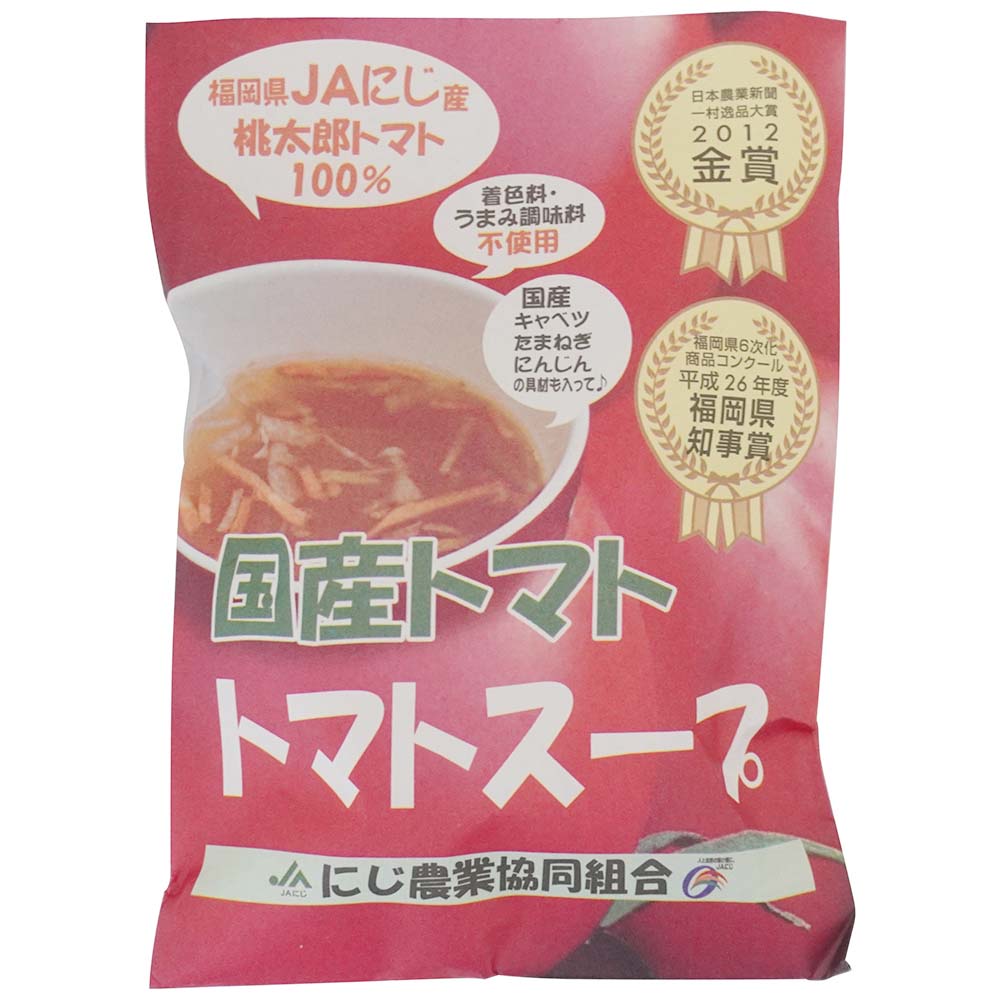 福岡県JAにじ産
桃太郎トマト
100%
着色料・
うまみ調味料
不使用
国産
キャベツ
たまねぎ
にんじん
の具材も入って♪
日本農業新聞
一村逸品大賞
2012
金賞
福岡県6次化
商品コンクール
平成26年度
福岡県
知事賞
国産トマト
トマトスープ
JAにじ
にじ農業協同組合
JAにじ